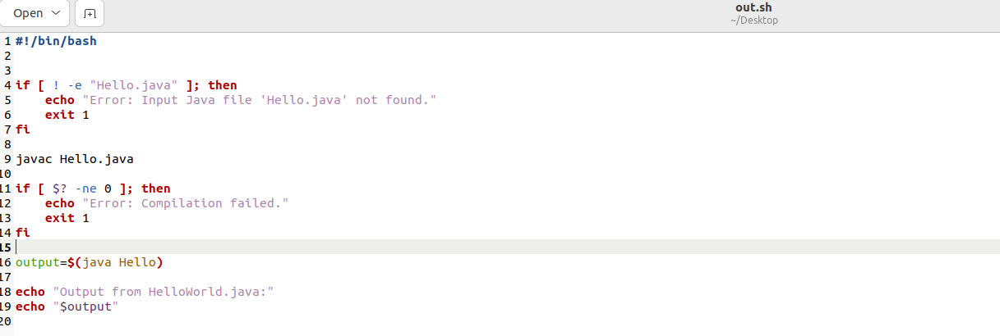 Open
out.sh
~/Desktop
1 #!/bin/bash
2
3
4 if [ ! -e "Hello.java" ]; then
5     echo "Error: Input Java file 'Hello.java' not found."
6     exit 1
7 fi
8
9 javac Hello.java
10
11 if [ $? -ne 0 ]; then
12     echo "Error: Compilation failed."
13     exit 1
14 fi
15
16 output=$(java Hello)
17
18 echo "Output from HelloWorld.java:"
19 echo "$output"
20